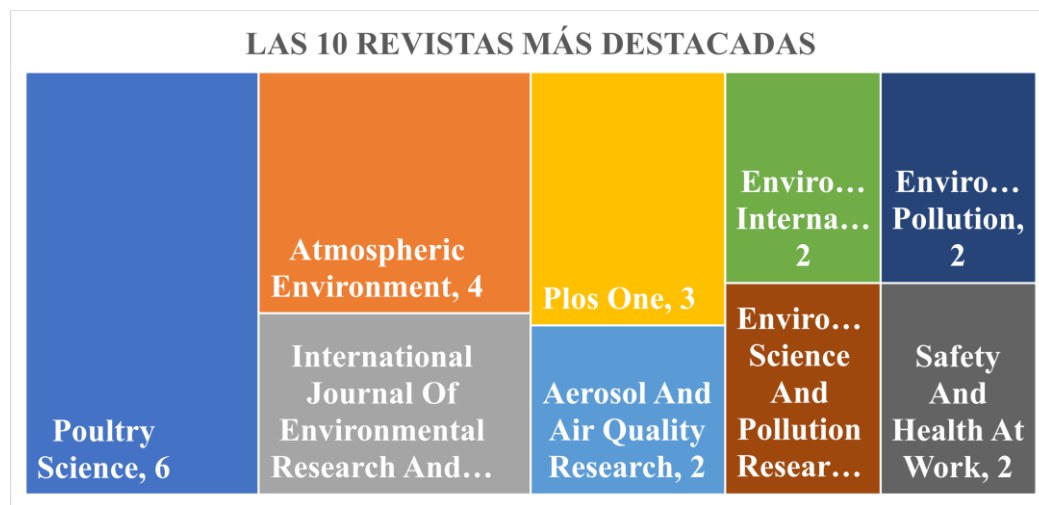 LAS 10 REVISTAS MÁS DESTACADAS
Poultry
Science, 6
Atmospheric
Environment, 4
International
Journal Of
Environmental
Research And…
Plos One, 3
Aerosol And
Air Quality
Research, 2
Enviro…
Interna…
2
Enviro…
Pollution,
2
Enviro…
Science
And
Pollution
Resear…
Safety
And
Health At
Work, 2